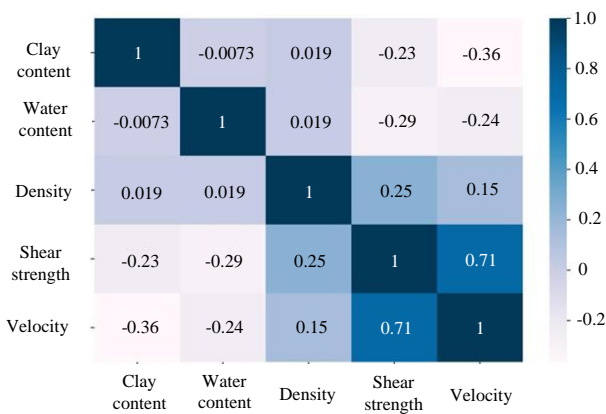 1.0
Clay
content
1 -0.0073 0.019 -0.23 -0.36
0.8
Water
content
-0.0073 1 0.019 -0.29 -0.24
0.6
0.4
Density
0.019 0.019 1 0.25 0.15
0.2
Shear
strength
-0.23 -0.29 0.25 1 0.71
0
Velocity
-0.36 -0.24 0.15 0.71 1
-0.2
Clay
content
Water
content
Density
Shear
strength
Velocity